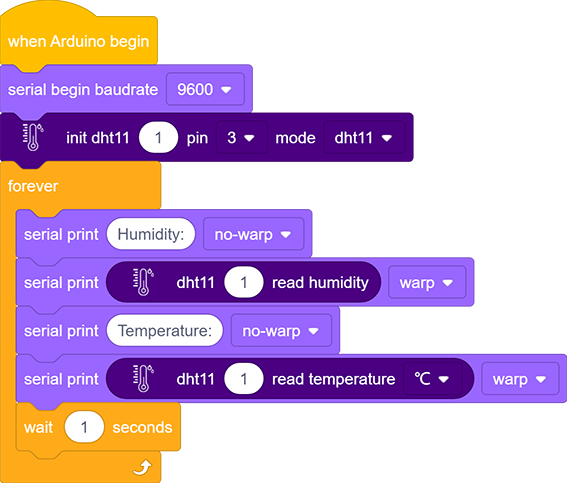 when Arduino begin
serial begin baudrate 9600
init dht11 1 pin 3 mode dht11
forever
serial print Humidity: no-warp
serial print dht11 1 read humidity warp
serial print Temperature: no-warp
serial print dht11 1 read temperature ℃ warp
wait 1 seconds